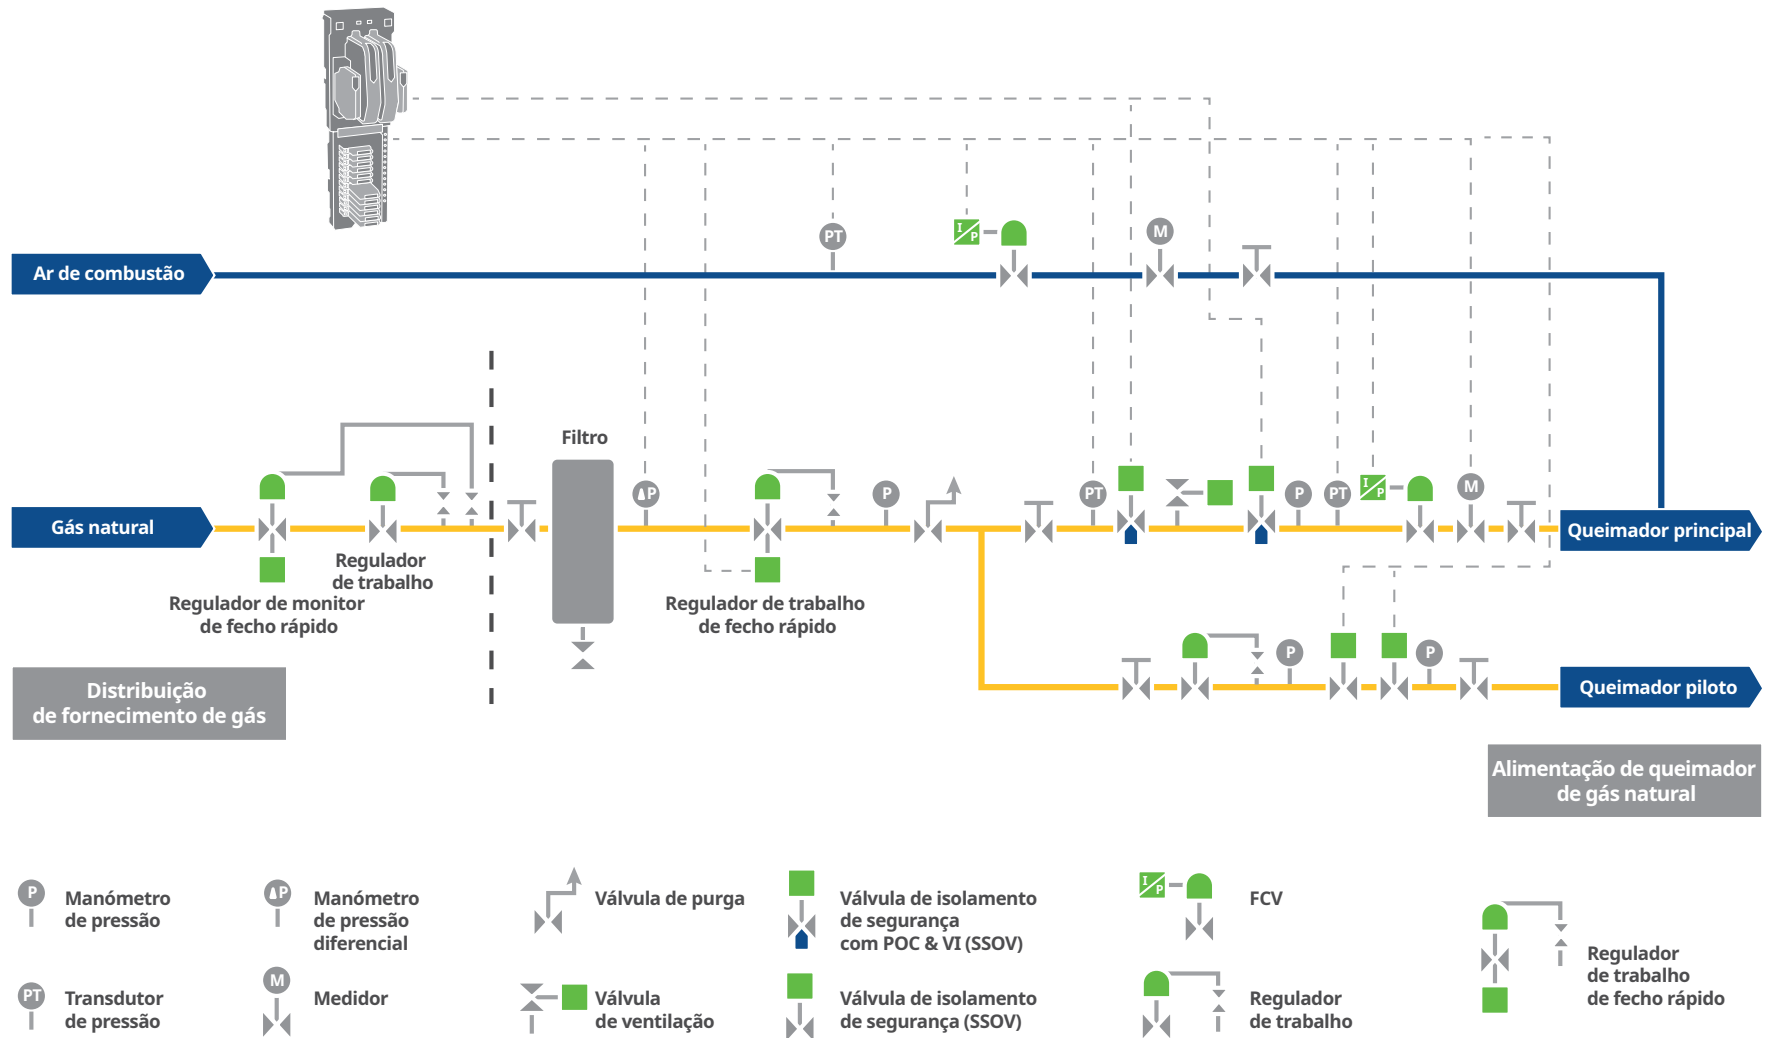 PT
I/P
M
Ar de combustão
Filtro
Gás natural
ΔP
P
PT
P
PT
I/P
M
Queimador principal
Regulador
de trabalho
Regulador de monitor
de fecho rápido
Regulador de trabalho
de fecho rápido
P
P
Queimador piloto
Distribuição
de fornecimento de gás
Alimentação de queimador
de gás natural
P
Manómetro
de pressão
ΔP
Manómetro
de pressão
diferencial
Válvula de purga
Válvula de isolamento
de segurança
com POC & VI (SSOV)
I/P
FCV
PT
Transdutor
de pressão
M
Medidor
Válvula
de ventilação
Válvula de isolamento
de segurança (SSOV)
Regulador
de trabalho
Regulador
de trabalho
de fecho rápido